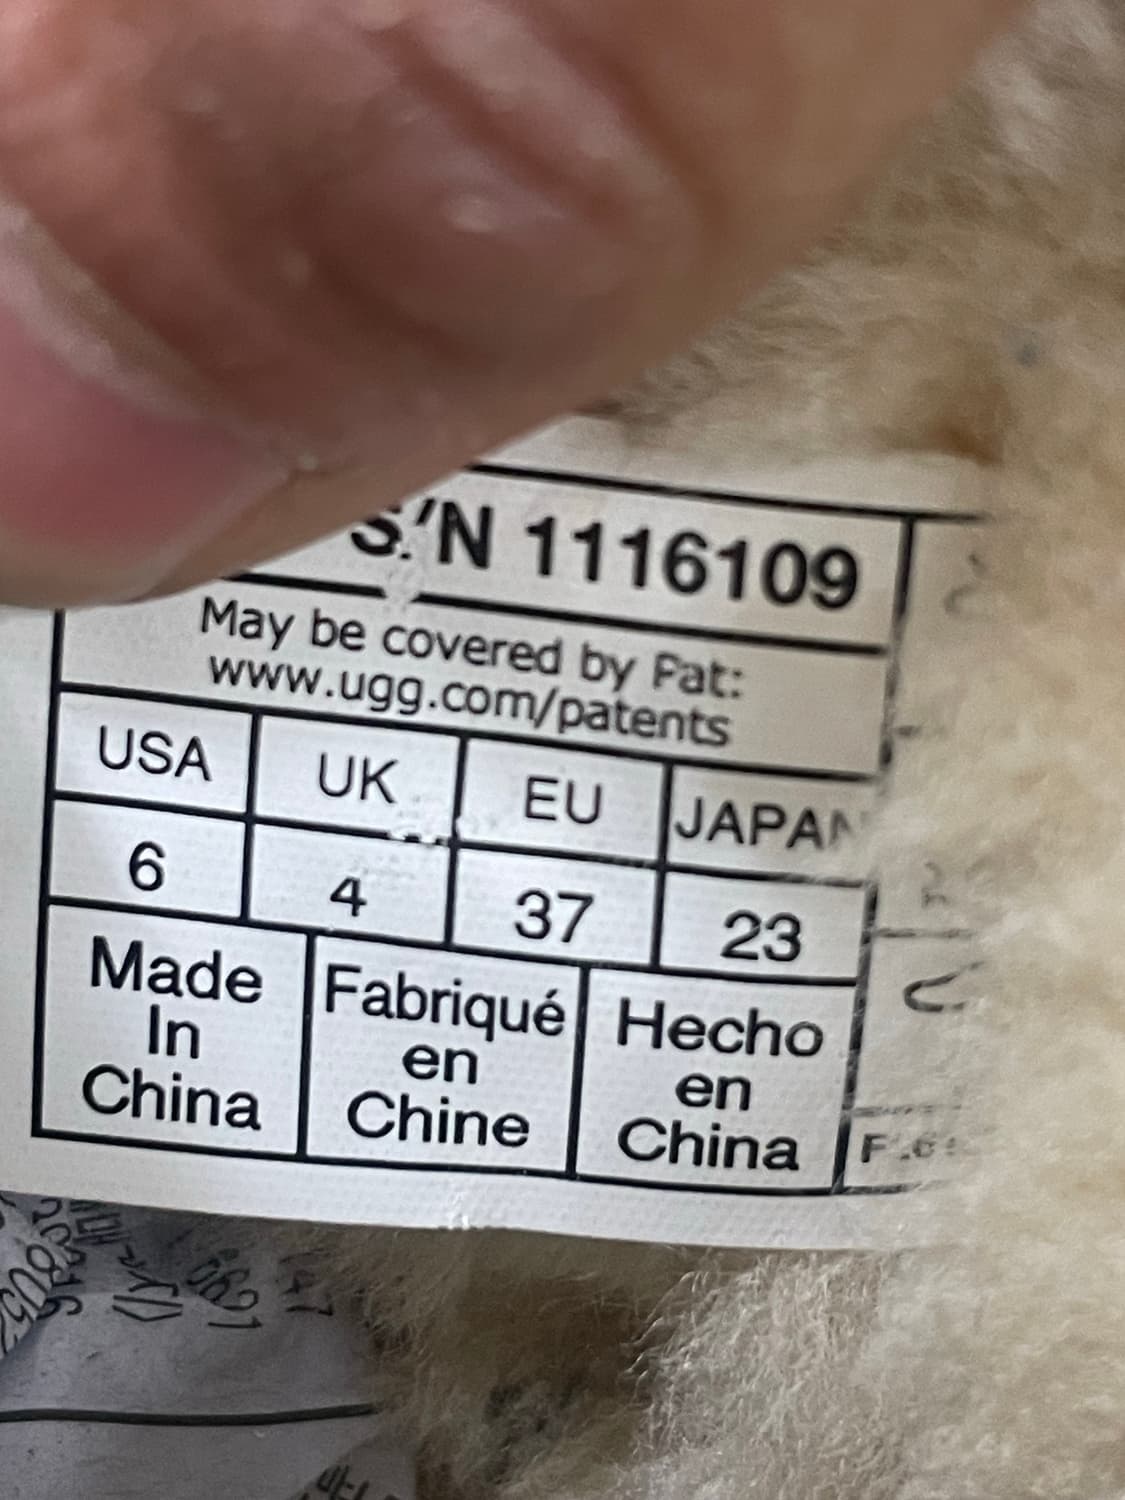 S/N 1116109
May be covered by Pat:
www.ugg.com/patents
USA UK EU JAPAN
6 4 37 23
Made Fabriqué Hecho
In en en
China Chine China